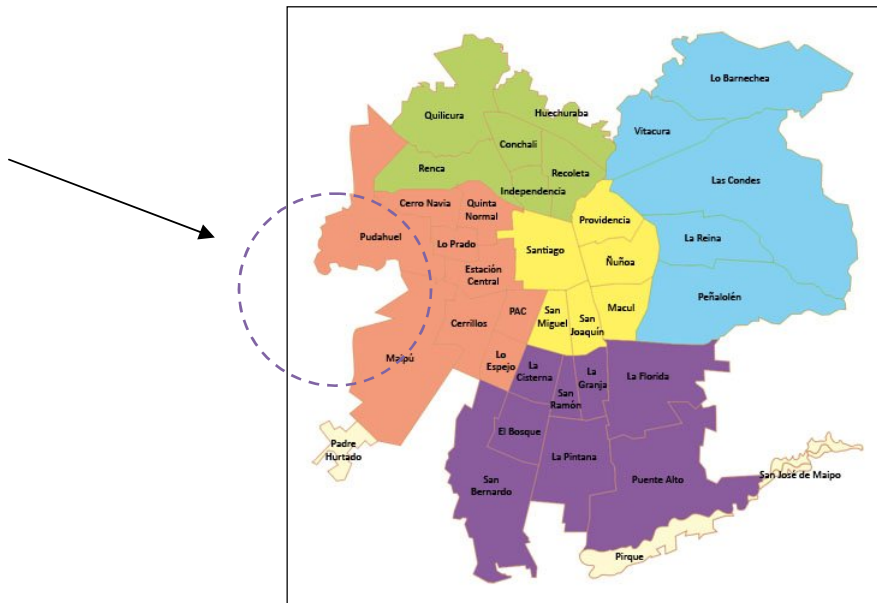 Lo Barnechea
Quilicura
Huechuraba
Vitacura
Conchalí
Renca
Recoleta
Las Condes
Independencia
Cerro Navia
Quinta
Normal
Providencia
Pudahuel
Lo Prado
Santiago
La Reina
Ñuñoa
Estación
Central
Peñalolén
PAC
San
Miguel
San
Joaquín
Macul
Cerrillos
Maipú
Lo
Espejo
La
Cisterna
La
Granja
La Florida
San
Ramón
El Bosque
Padre
Hurtado
La Pintana
San
Bernardo
Puente Alto
San José de Maipo
Pirque